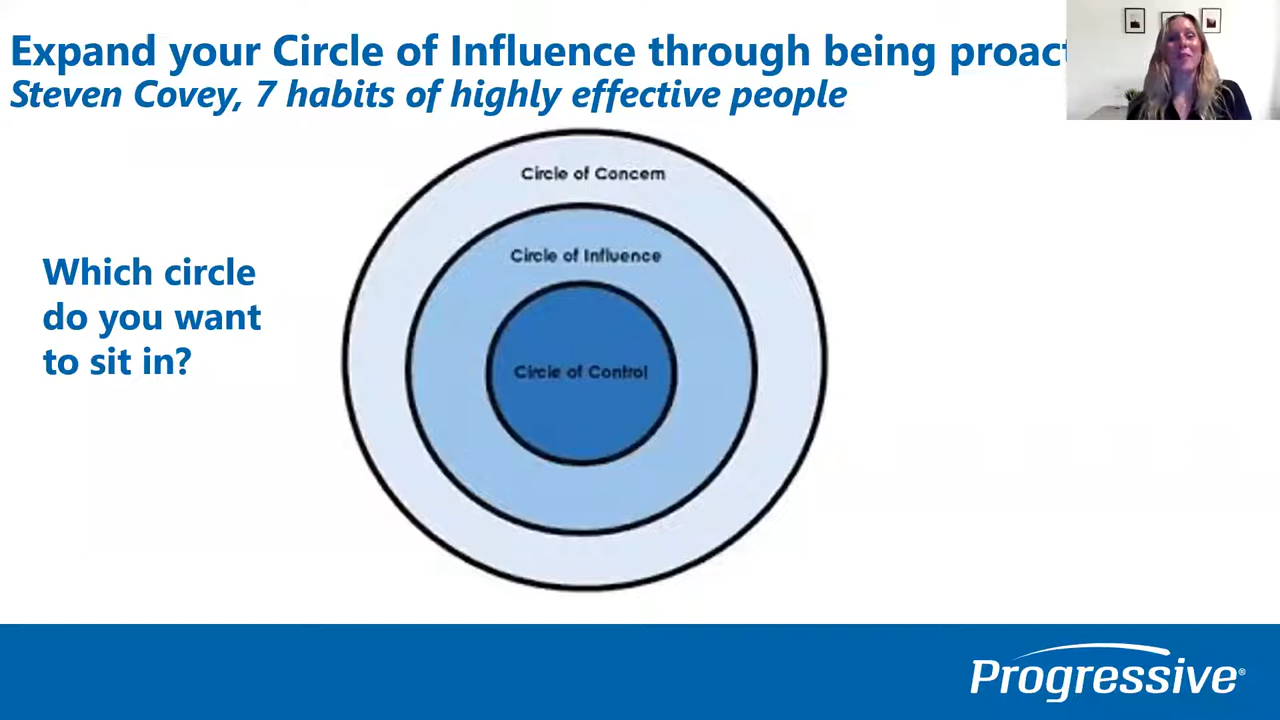 Expand your Circle of Influence through being proact
Steven Covey, 7 habits of highly effective people
Circle of Concern
Circle of Influence
Which circle
do you want
to sit in?
Circle of Control
Progressive®